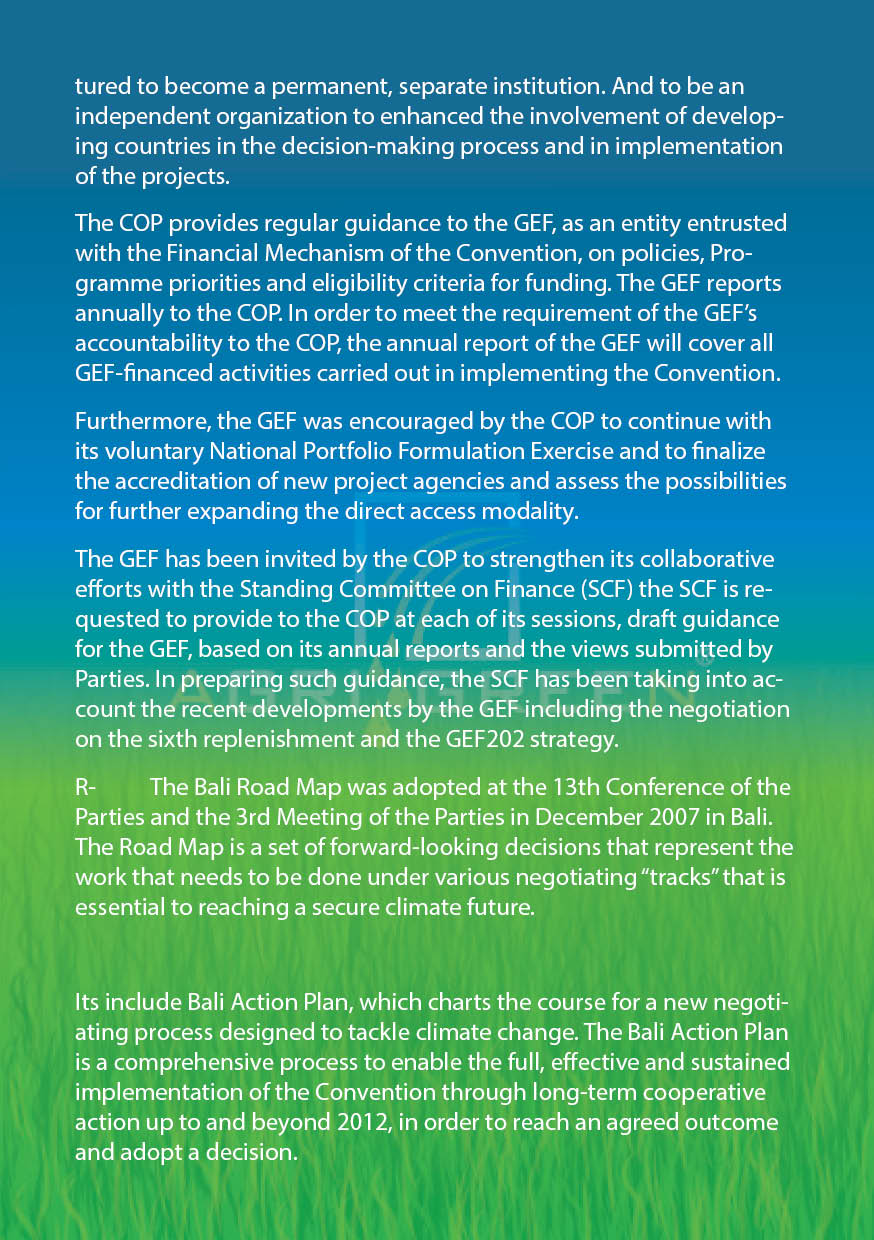 tured to become a permanent, separate institution. And to be an
independent organization to enhanced the involvement of develop-
ing countries in the decision-making process and in implementation
of the projects.
The COP provides regular guidance to the GEF, as an entity entrusted
with the Financial Mechanism of the Convention, on policies, Pro-
gramme priorities and eligibility criteria for funding. The GEF reports
annually to the COP. In order to meet the requirement of the GEF’s
accountability to the COP, the annual report of the GEF will cover all
GEF-financed activities carried out in implementing the Convention.
Furthermore, the GEF was encouraged by the COP to continue with
its voluntary National Portfolio Formulation Exercise and to finalize
the accreditation of new project agencies and assess the possibilities
for further expanding the direct access modality.
The GEF has been invited by the COP to strengthen its collaborative
efforts with the Standing Committee on Finance (SCF) the SCF is re-
quested to provide to the COP at each of its sessions, draft guidance
for the GEF, based on its annual reports and the views submitted by
Parties. In preparing such guidance, the SCF has been taking into ac-
AGRI GREEN®
count the recent developments by the GEF including the negotiation
on the sixth replenishment and the GEF202 strategy.
R- The Bali Road Map was adopted at the 13th Conference of the
Parties and the 3rd Meeting of the Parties in December 2007 in Bali.
The Road Map is a set of forward-looking decisions that represent the
work that needs to be done under various negotiating “tracks” that is
essential to reaching a secure climate future.
Its include Bali Action Plan, which charts the course for a new negoti-
ating process designed to tackle climate change. The Bali Action Plan
is a comprehensive process to enable the full, effective and sustained
implementation of the Convention through long-term cooperative
action up to and beyond 2012, in order to reach an agreed outcome
and adopt a decision.